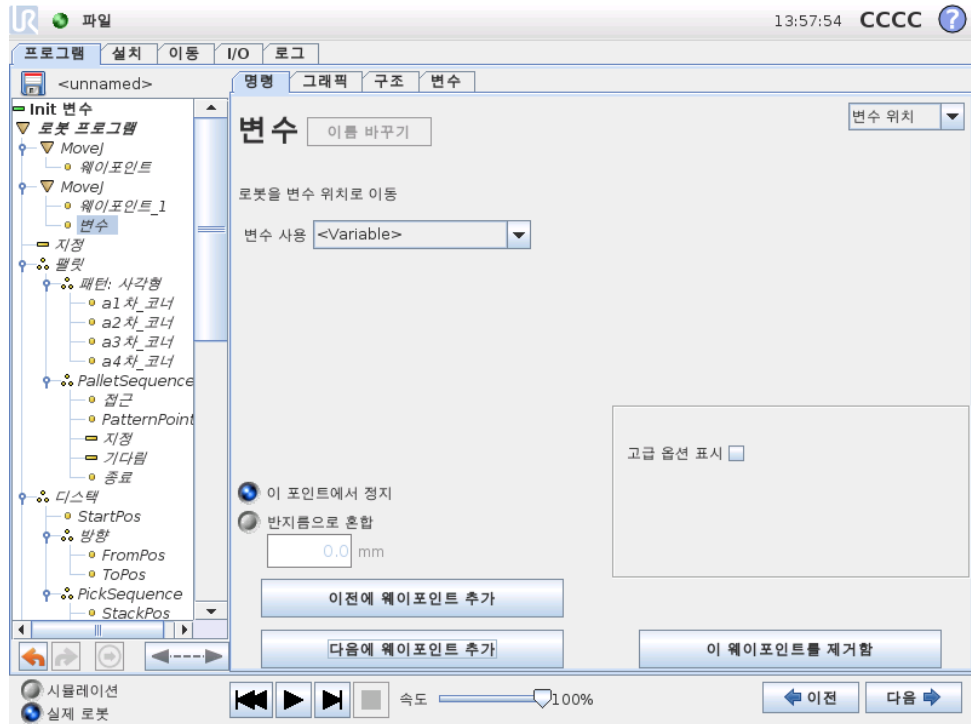 UR 파일 13:57:54 CCCC ?
프로그램 설치 이동 I/O 로그
<unnamed>
명령 그래픽 구조 변수
Init 변수
로봇 프로그램
MoveJ
웨이포인트
MoveJ
웨이포인트_1
변수
지정
팰릿
패턴: 사각형
a1차_코너
a2차_코너
a3차_코너
a4차_코너
PalletSequence
접근
PatternPoint
지정
기다림
종료
디스택
StartPos
방향
FromPos
ToPos
PickSequence
StackPos
변수 이름 바꾸기
변수 위치
로봇을 변수 위치로 이동
변수 사용 <Variable>
고급 옵션 표시
이 포인트에서 정지
반지름으로 혼합
0.0 mm
이전에 웨이포인트 추가
다음에 웨이포인트 추가
이 웨이포인트를 제거함
시뮬레이션
실제 로봇
속도 100%
이전 다음